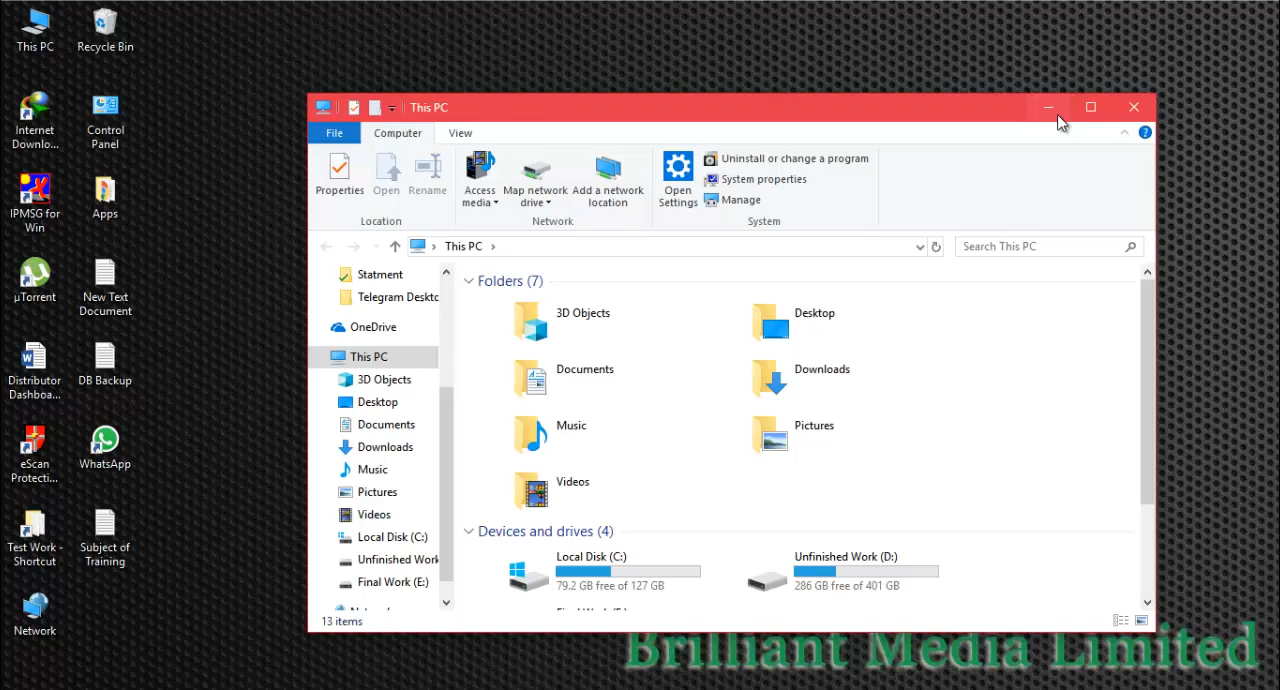 This PC
Recycle Bin
Internet
Downlo...
Control
Panel
IPMSG for
Win
Apps
µTorrent
New Text
Document
Distributor
Dashboa...
DB Backup
eScan
Protecti...
WhatsApp
Test Work -
Shortcut
Subject of
Training
Network
This PC
File
Computer
View
Properties
Open
Rename
Access
media
Map network
drive
Add a network
location
Open
Settings
Uninstall or change a program
System properties
Manage
Location
Network
System
This PC
Search This PC
Statment
Telegram Deskto
OneDrive
This PC
3D Objects
Desktop
Documents
Downloads
Music
Pictures
Videos
Local Disk (C:)
Unfinished Work
Final Work (E:)
Folders (7)
3D Objects
Desktop
Documents
Downloads
Music
Pictures
Videos
Devices and drives (4)
Local Disk (C:)
79.2 GB free of 127 GB
Unfinished Work (D:)
286 GB free of 401 GB
13 items
Brilliant Media Limited